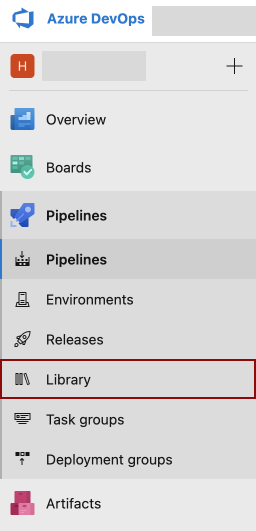 Azure DevOps
H
Overview
Boards
Pipelines
Pipelines
Environments
Releases
Library
Task groups
Deployment groups
Artifacts